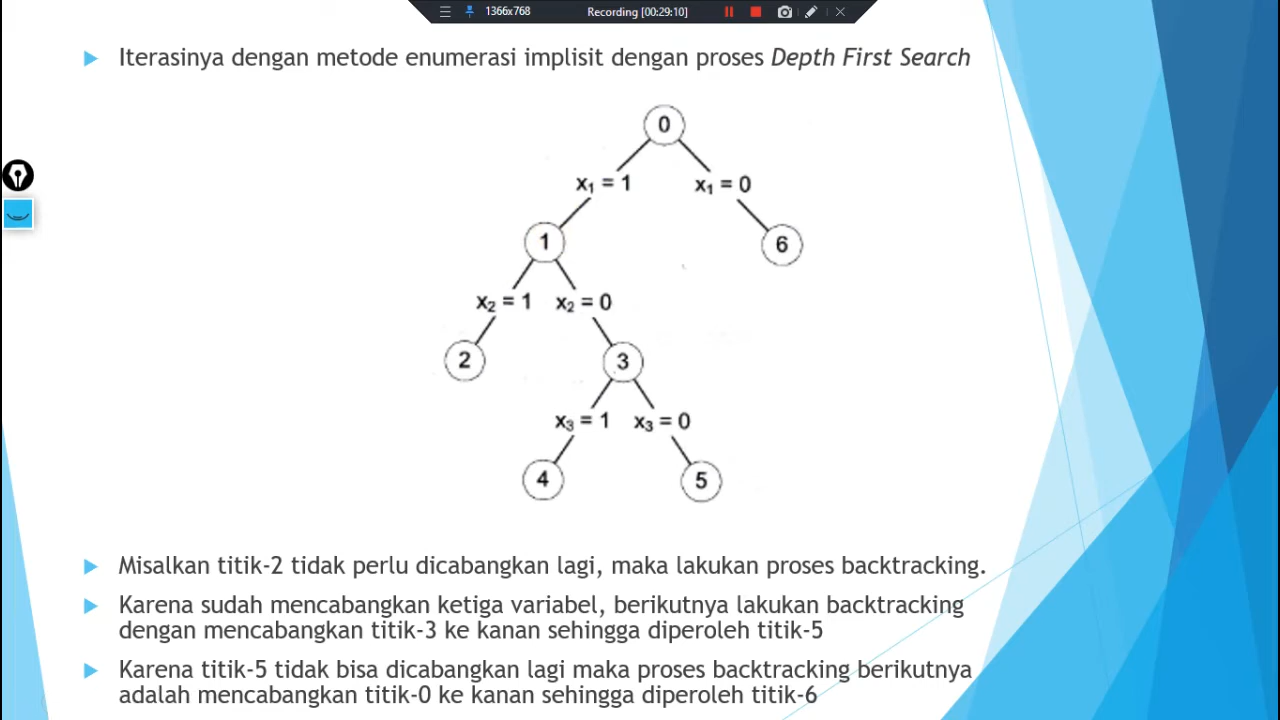 1366x768 Recording [00:29:10]
Iterasinya dengan metode enumerasi implisit dengan proses Depth First Search
0
x₁ = 1 x₁ = 0
1 6
x₂ = 1 x₂ = 0
2 3
x₃ = 1 x₃ = 0
4 5
Misalkan titik-2 tidak perlu dicabangkan lagi, maka lakukan proses backtracking.
Karena sudah mencabangkan ketiga variabel, berikutnya lakukan backtracking
dengan mencabangkan titik-3 ke kanan sehingga diperoleh titik-5
Karena titik-5 tidak bisa dicabangkan lagi maka proses backtracking berikutnya
adalah mencabangkan titik-0 ke kanan sehingga diperoleh titik-6